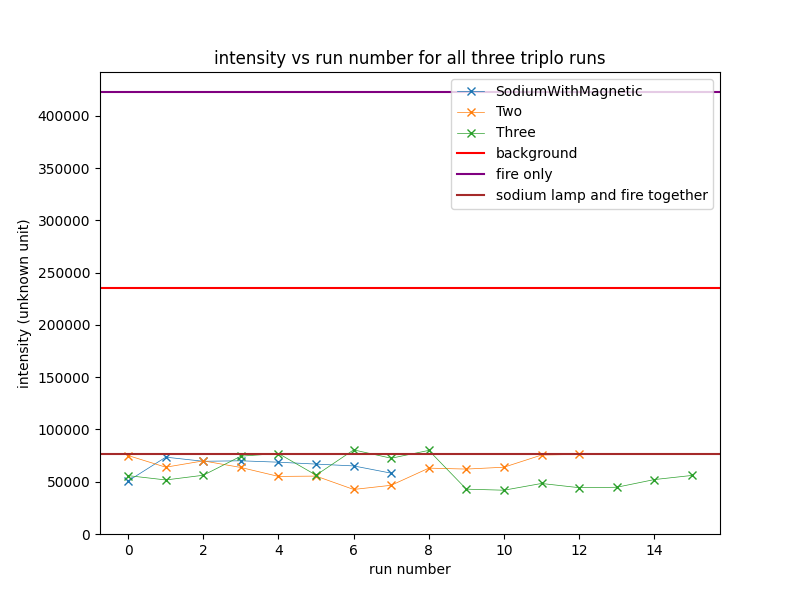 intensity vs run number for all three triplo runs
SodiumWithMagnetic
Two
Three
background
fire only
sodium lamp and fire together
intensity (unknown unit)
400000
350000
300000
250000
200000
150000
100000
50000
0
0 2 4 6 8 10 12 14
run number